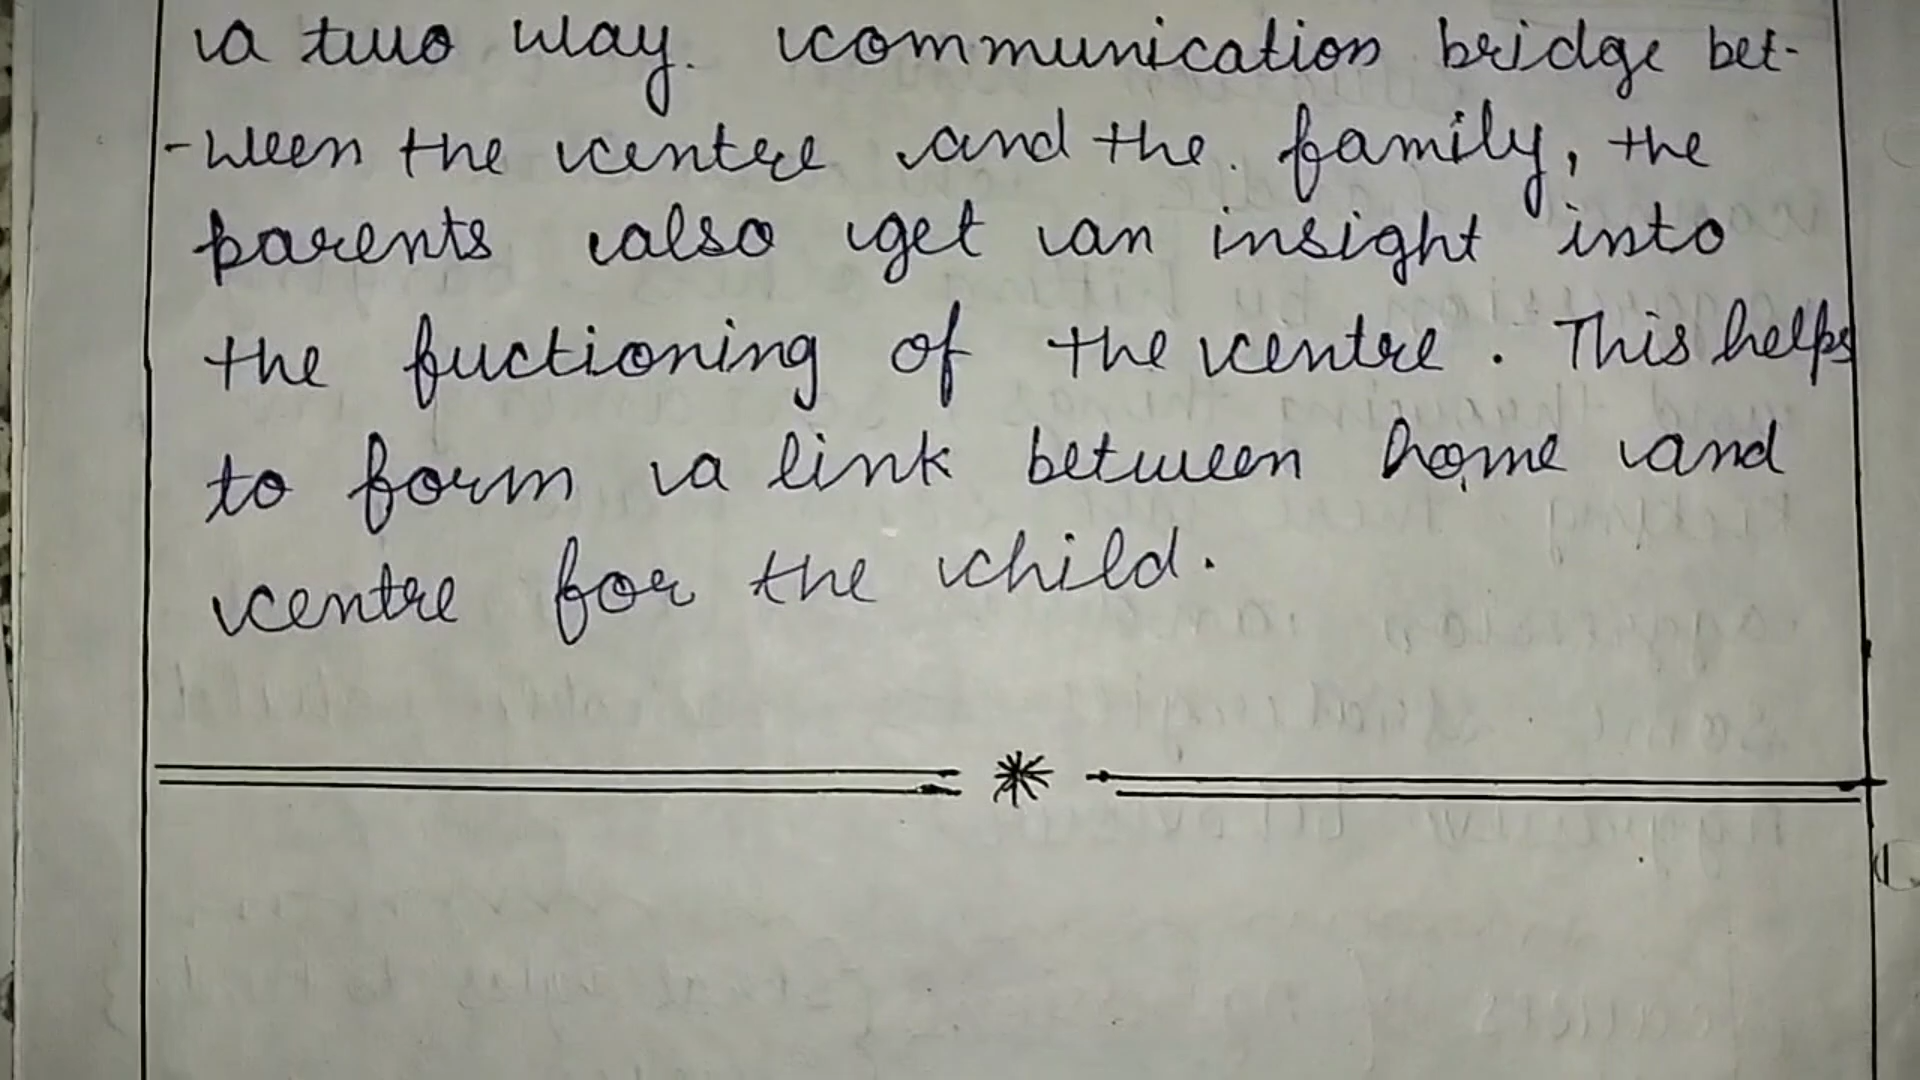 a two way. communication bridge bet-
-ween the centre and the. family, the
parents also get an insight into
the fuctioning of the centre. This helps
to form a link between home and
centre for the child.